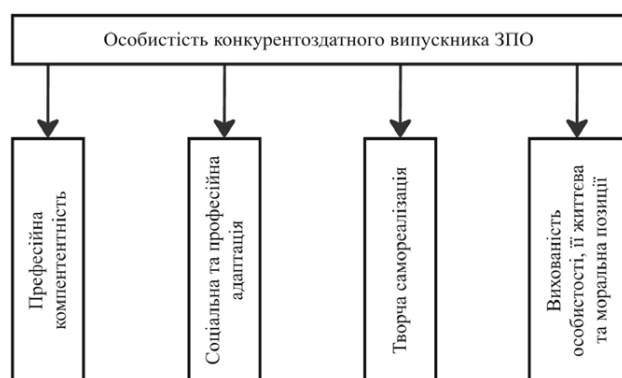 Особистість конкурентоздатного випускника ЗПО
Префесійна
компентентність
Соціальна та професійна
адаптація
Творча самореалізація
Вихованість
особистості, її життєва
та моральна позиції